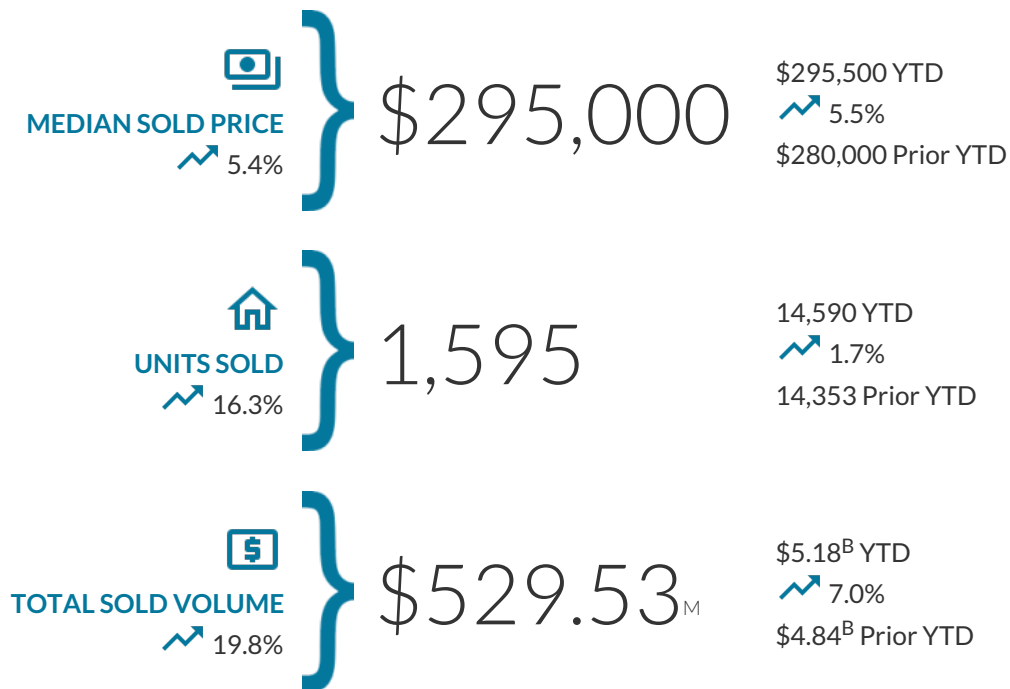 MEDIAN SOLD PRICE
5.4%
$295,000
$295,500 YTD
5.5%
$280,000 Prior YTD
UNITS SOLD
16.3%
1,595
14,590 YTD
1.7%
14,353 Prior YTD
$
TOTAL SOLD VOLUME
19.8%
$529.53M
$5.18B YTD
7.0%
$4.84B Prior YTD